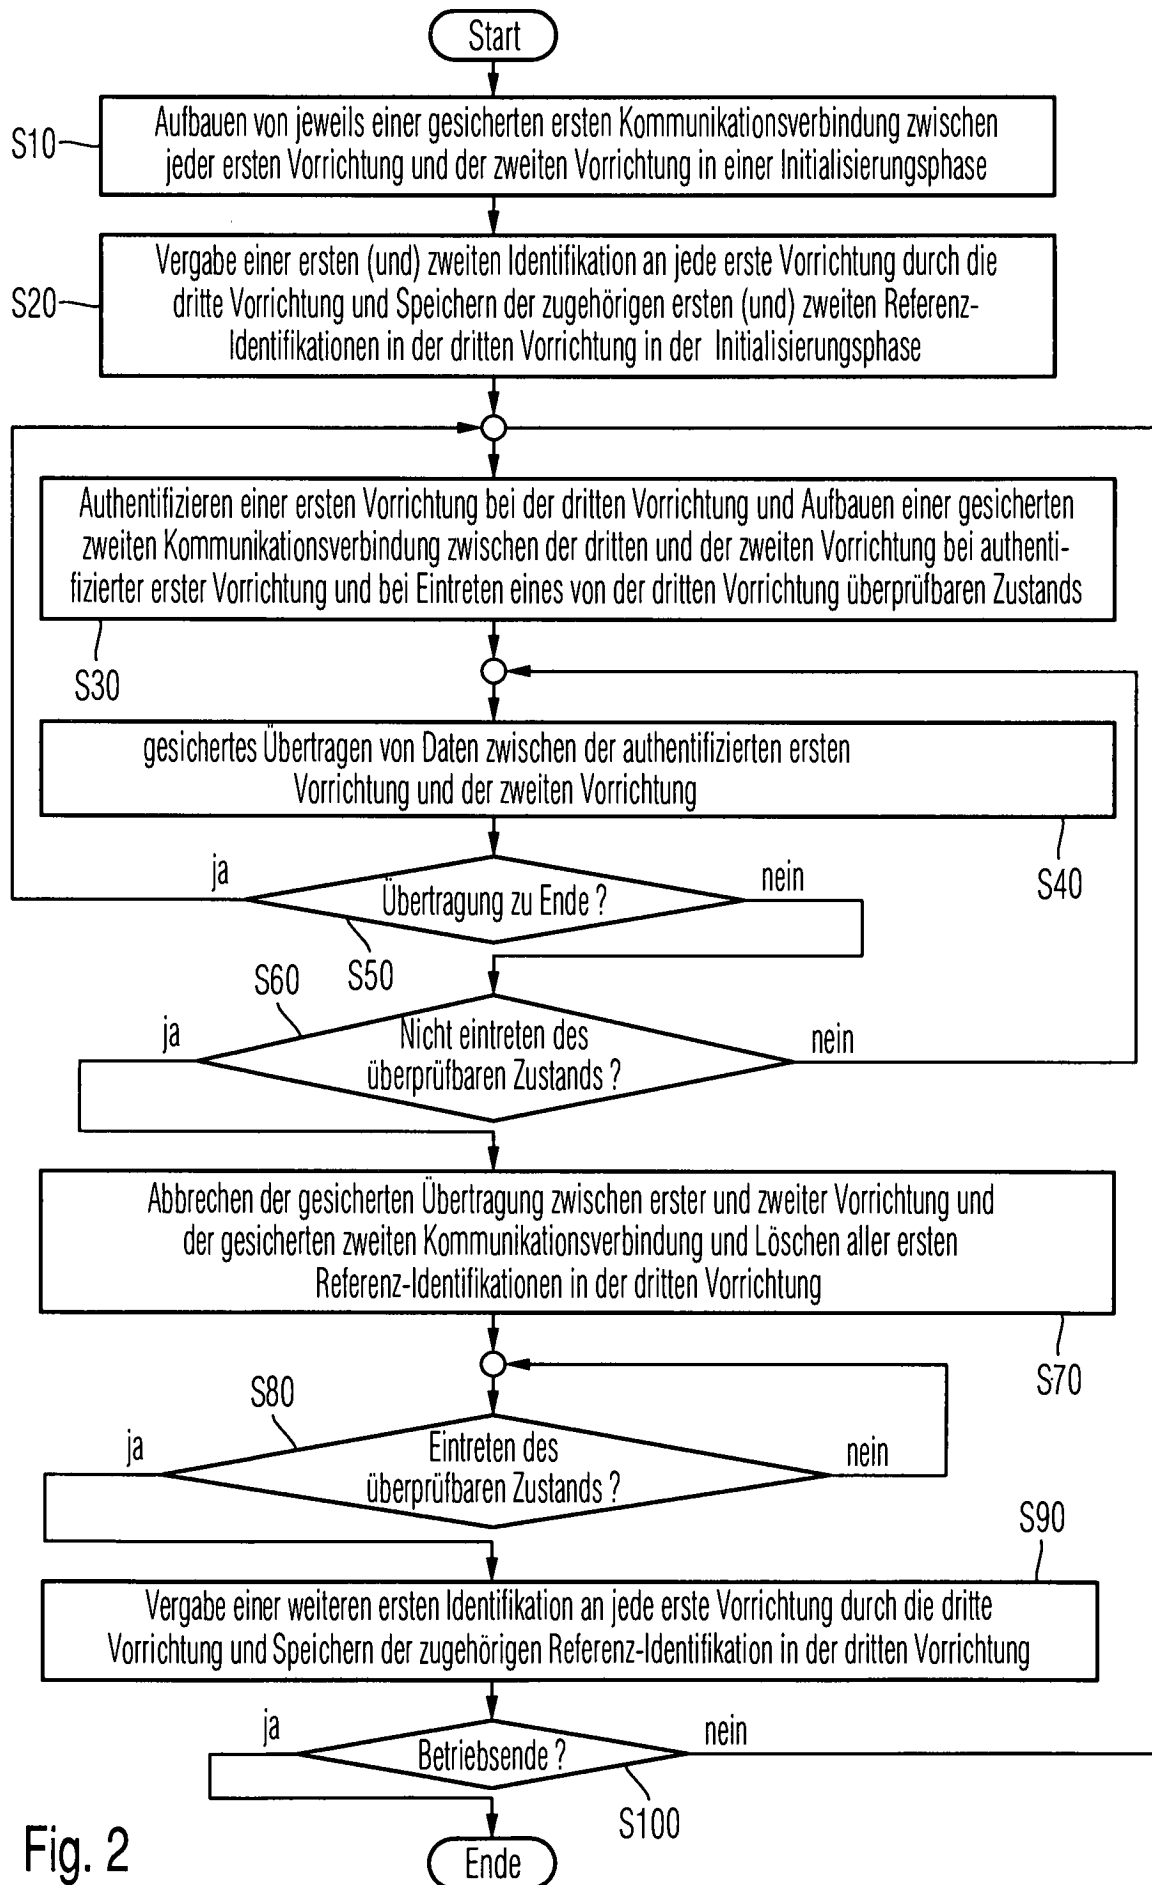 Start
S10
Aufbauen von jeweils einer gesicherten ersten Kommunikationsverbindung zwischen
jeder ersten Vorrichtung und der zweiten Vorrichtung in einer Initialisierungsphase
S20
Vergabe einer ersten (und) zweiten Identifikation an jede erste Vorrichtung durch die
dritte Vorrichtung und Speichern der zugehörigen ersten (und) zweiten Referenz-
Identifikationen in der dritten Vorrichtung in der Initialisierungsphase
Authentifizieren einer ersten Vorrichtung bei der dritten Vorrichtung und Aufbauen einer gesicherten
zweiten Kommunikationsverbindung zwischen der dritten und der zweiten Vorrichtung bei authenti-
fizierter erster Vorrichtung und bei Eintreten eines von der dritten Vorrichtung überprüfbaren Zustands
S30
gesichertes Übertragen von Daten zwischen der authentifizierten ersten
Vorrichtung und der zweiten Vorrichtung
S40
ja
Übertragung zu Ende ?
nein
S50
S60
ja
Nicht eintreten des
überprüfbaren Zustands ?
nein
Abbrechen der gesicherten Übertragung zwischen erster und zweiter Vorrichtung und
der gesicherten zweiten Kommunikationsverbindung und Löschen aller ersten
Referenz-Identifikationen in der dritten Vorrichtung
S70
S80
ja
Eintreten des
überprüfbaren Zustands ?
nein
S90
Vergabe einer weiteren ersten Identifikation an jede erste Vorrichtung durch die dritte
Vorrichtung und Speichern der zugehörigen Referenz-Identifikation in der dritten Vorrichtung
ja
Betriebsende ?
nein
S100
Ende
Fig. 2